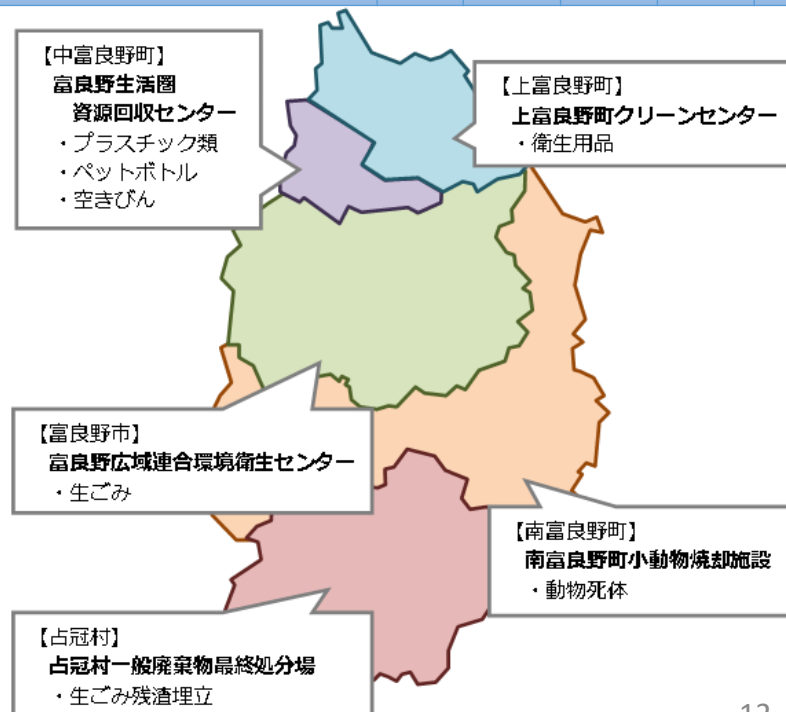 【中富良野町】
富良野生活圏
資源回収センター
・プラスチック類
・ペットボトル
・空きびん
【上富良野町】
上富良野町クリーンセンター
・衛生用品
【富良野市】
富良野広域連合環境衛生センター
・生ごみ
【南富良野町】
南富良野町小動物焼却施設
・動物死体
【占冠村】
占冠村一般廃棄物最終処分場
・生ごみ残渣埋立